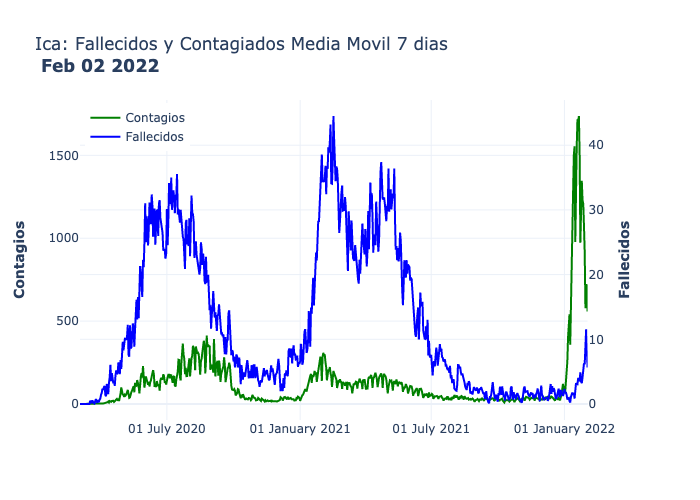 Ica: Fallecidos y Contagiados Media Movil 7 dias
Feb 02 2022
Contagios
Fallecidos
1500
1000
500
0
40
30
20
10
0
Contagios
Fallecidos
01 July 2020
01 January 2021
01 July 2021
01 January 2022